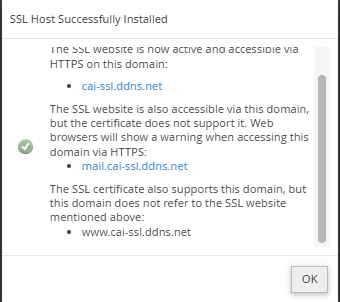 SSL Host Successfully Installed
The SSL website is now active and accessible via
HTTPS on this domain:
• cai-ssl.ddns.net
The SSL website is also accessible via this domain,
but the certificate does not support it. Web
browsers will show a warning when accessing this
domain via HTTPS:
• mail.cai-ssl.ddns.net
The SSL certificate also supports this domain, but
this domain does not refer to the SSL website
mentioned above:
• www.cai-ssl.ddns.net
OK